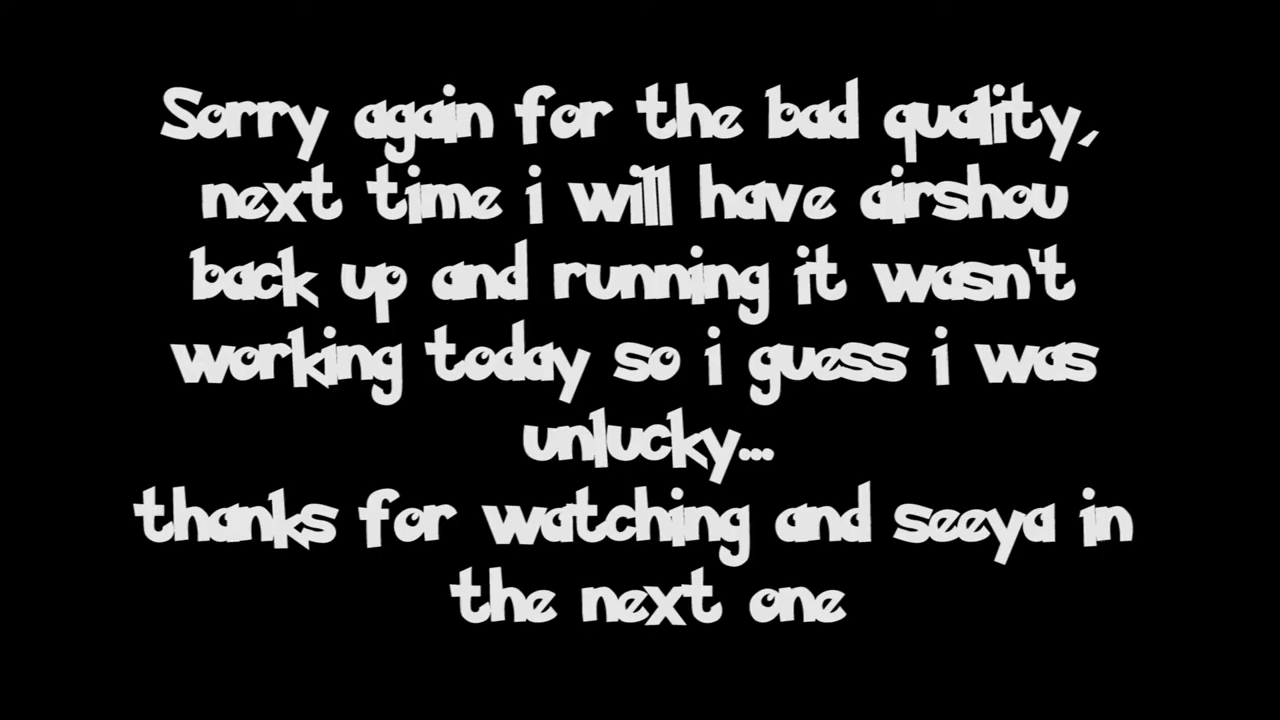 Sorry again for the bad quality,
next time i will have airshou
back up and running it wasn't
working today so i guess i was
unlucky...
thanks for watching and seeya in
the next one